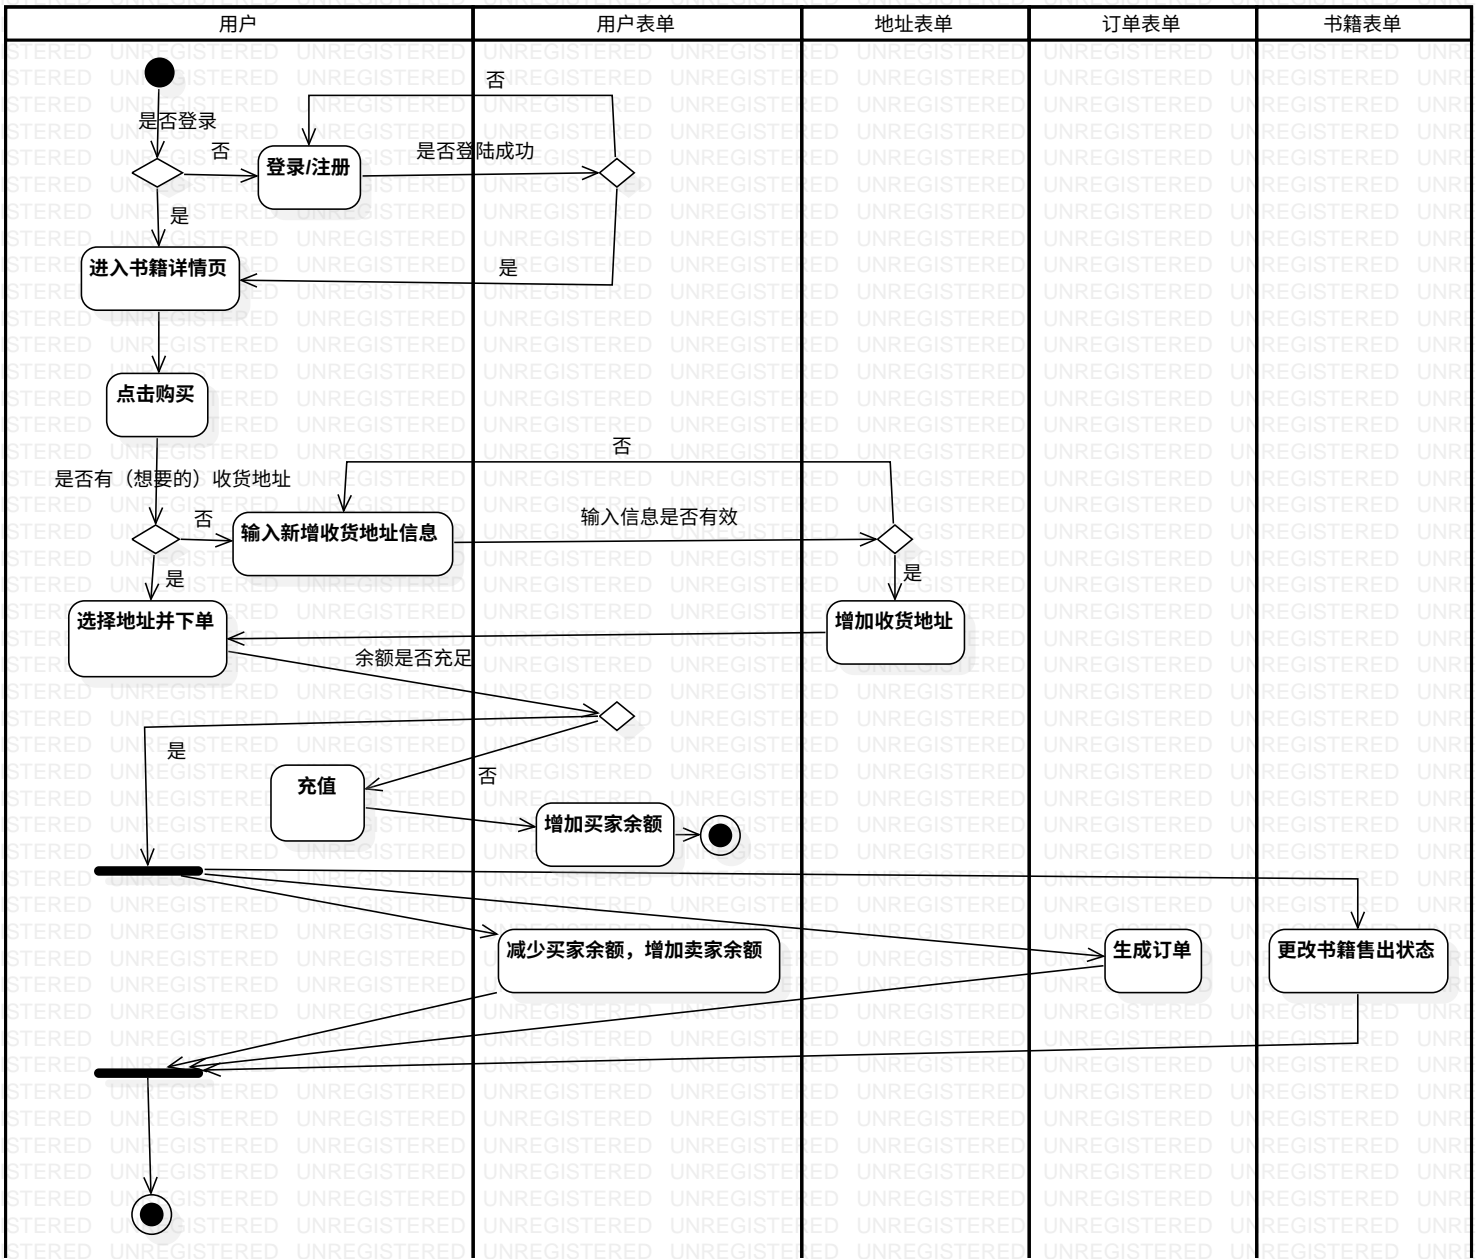 用户
用户表单
地址表单
订单表单
书籍表单
否
是否登录
否
登录/注册
是否登陆成功
是
进入书籍详情页
是
点击购买
否
是否有（想要的）收货地址
否
输入新增收货地址信息
输入信息是否有效
是
是
选择地址并下单
增加收货地址
余额是否充足
是
充值
否
增加买家余额
减少买家余额，增加卖家余额
生成订单
更改书籍售出状态
UNREGISTERED